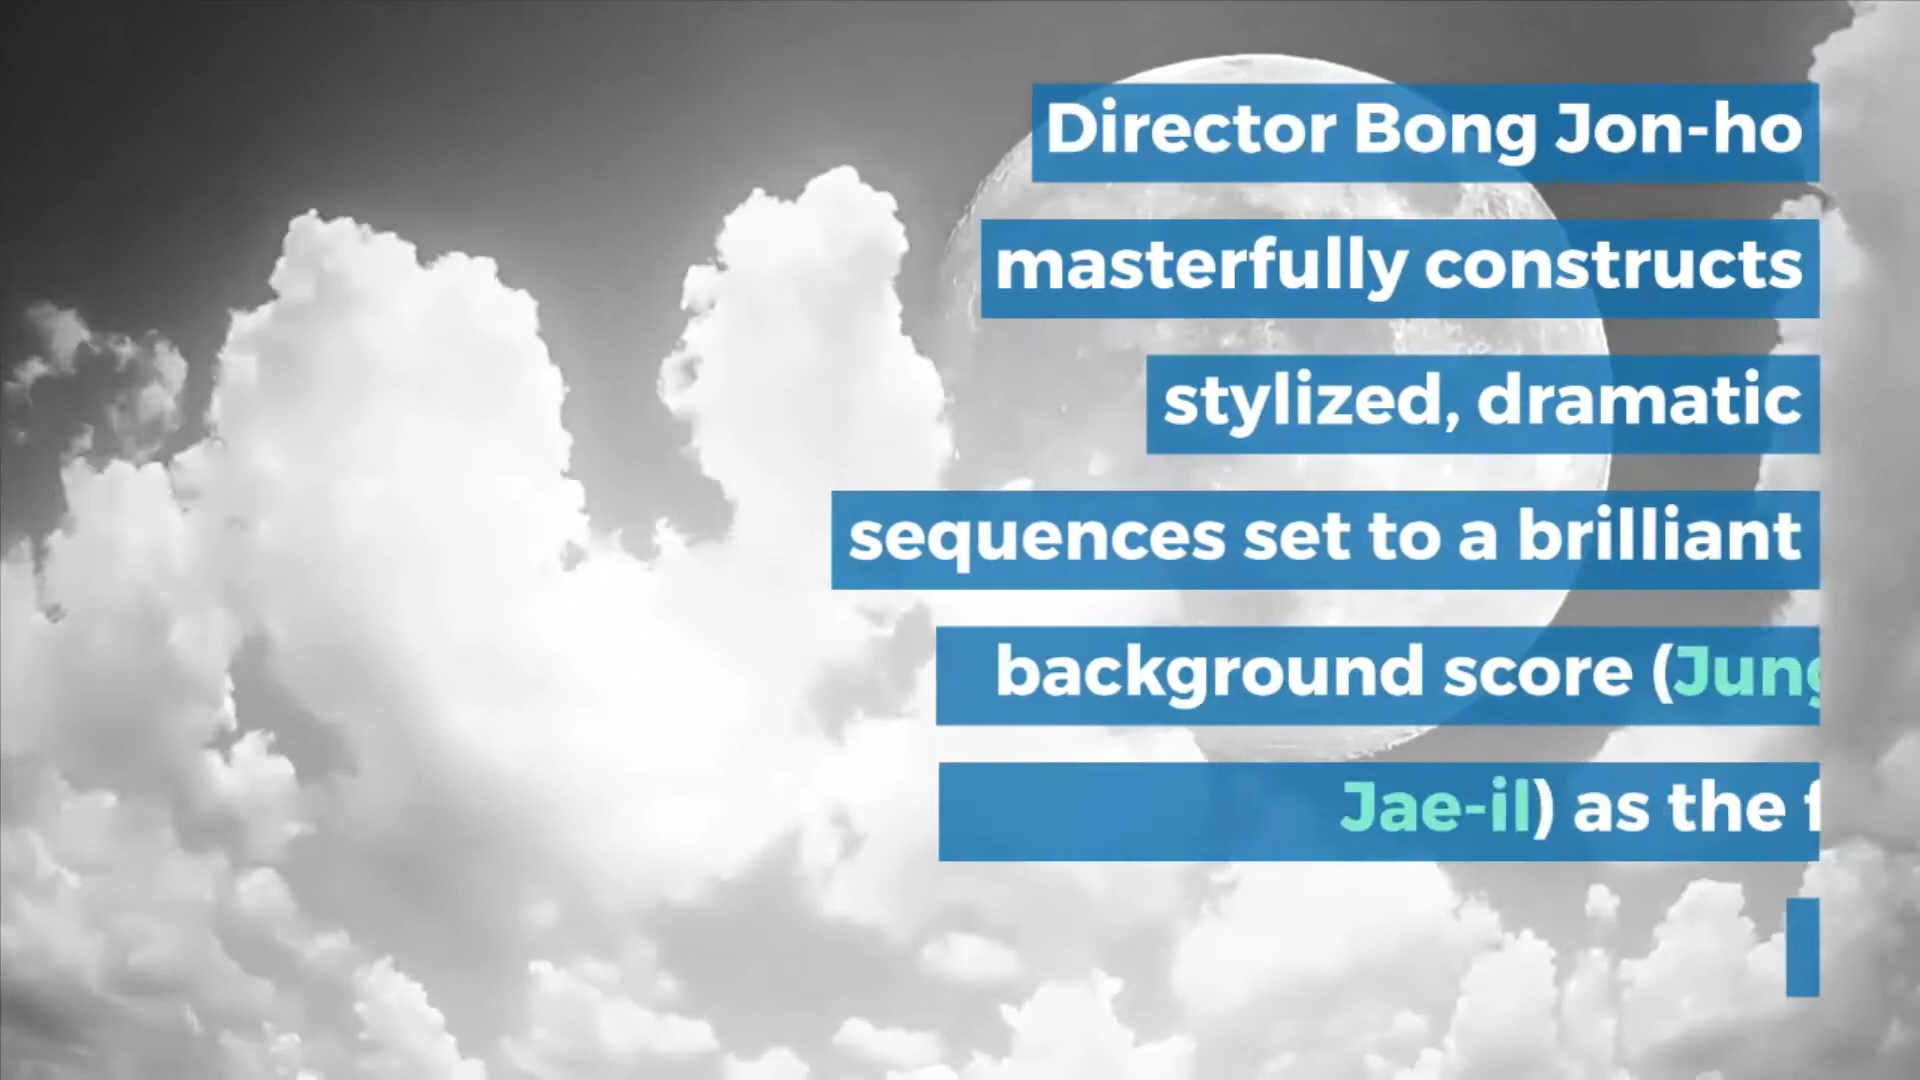 Director Bong Jon-ho
masterfully constructs
stylized, dramatic
sequences set to a brilliant
background score (Jung
Jae-il) as the